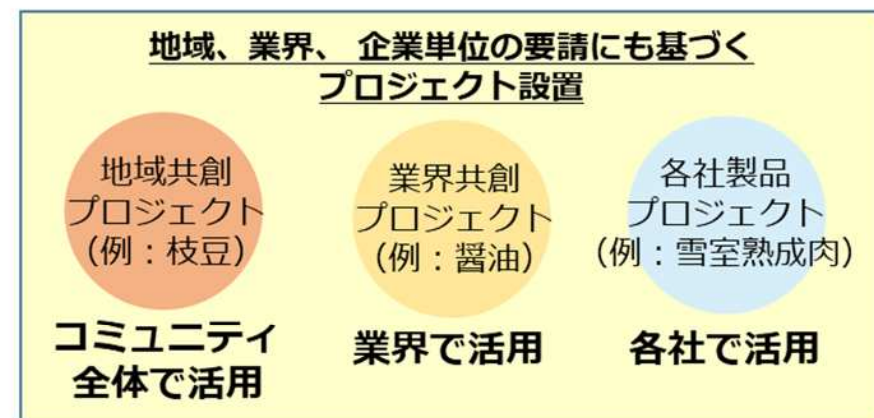 地域、業界、 企業単位の要請にも基づく
プロジェクト設置
地域共創
プロジェクト
(例：枝豆)
コミュニティ
全体で活用
業界共創
プロジェクト
(例：醤油)
業界で活用
各社製品
プロジェクト
(例：雪室熟成肉)
各社で活用